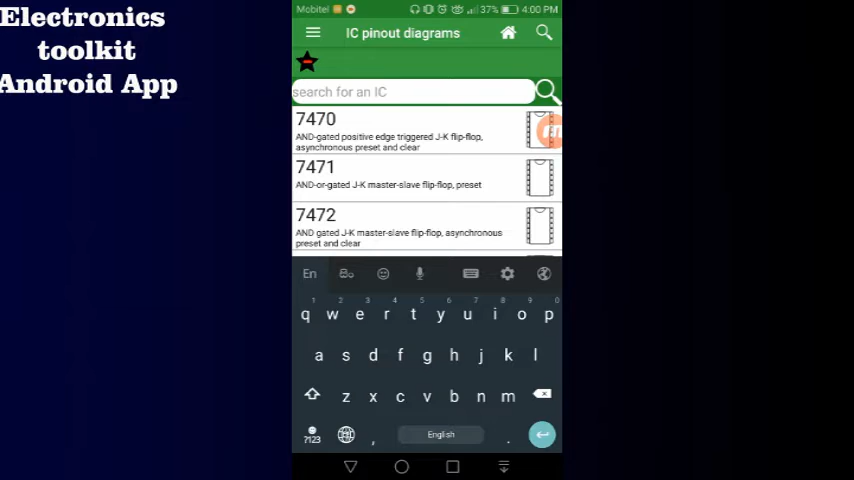 Electronics
toolkit
Android App
Mobitel 37% 4:00 PM
IC pinout diagrams
search for an IC
7470
AND-gated positive edge triggered J-K flip-flop,
asynchronous preset and clear
7471
AND-or-gated J-K master-slave flip-flop, preset
7472
AND gated J-K master-slave flip-flop, asynchronous
preset and clear
En
1 2 3 4 5 6 7 8 9 0
q w e r t y u i o p
a s d f g h j k l
z x c v b n m
?123 , English .